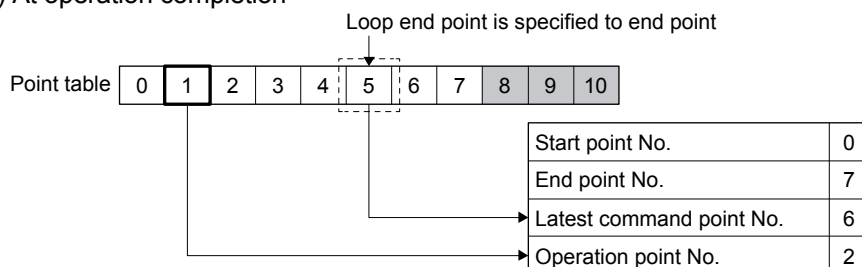 ) At operation completion
Loop end point is specified to end point
Point table 0 1 2 3 4 5 6 7 8 9 10
Start point No. 0
End point No. 7
Latest command point No. 6
Operation point No. 2